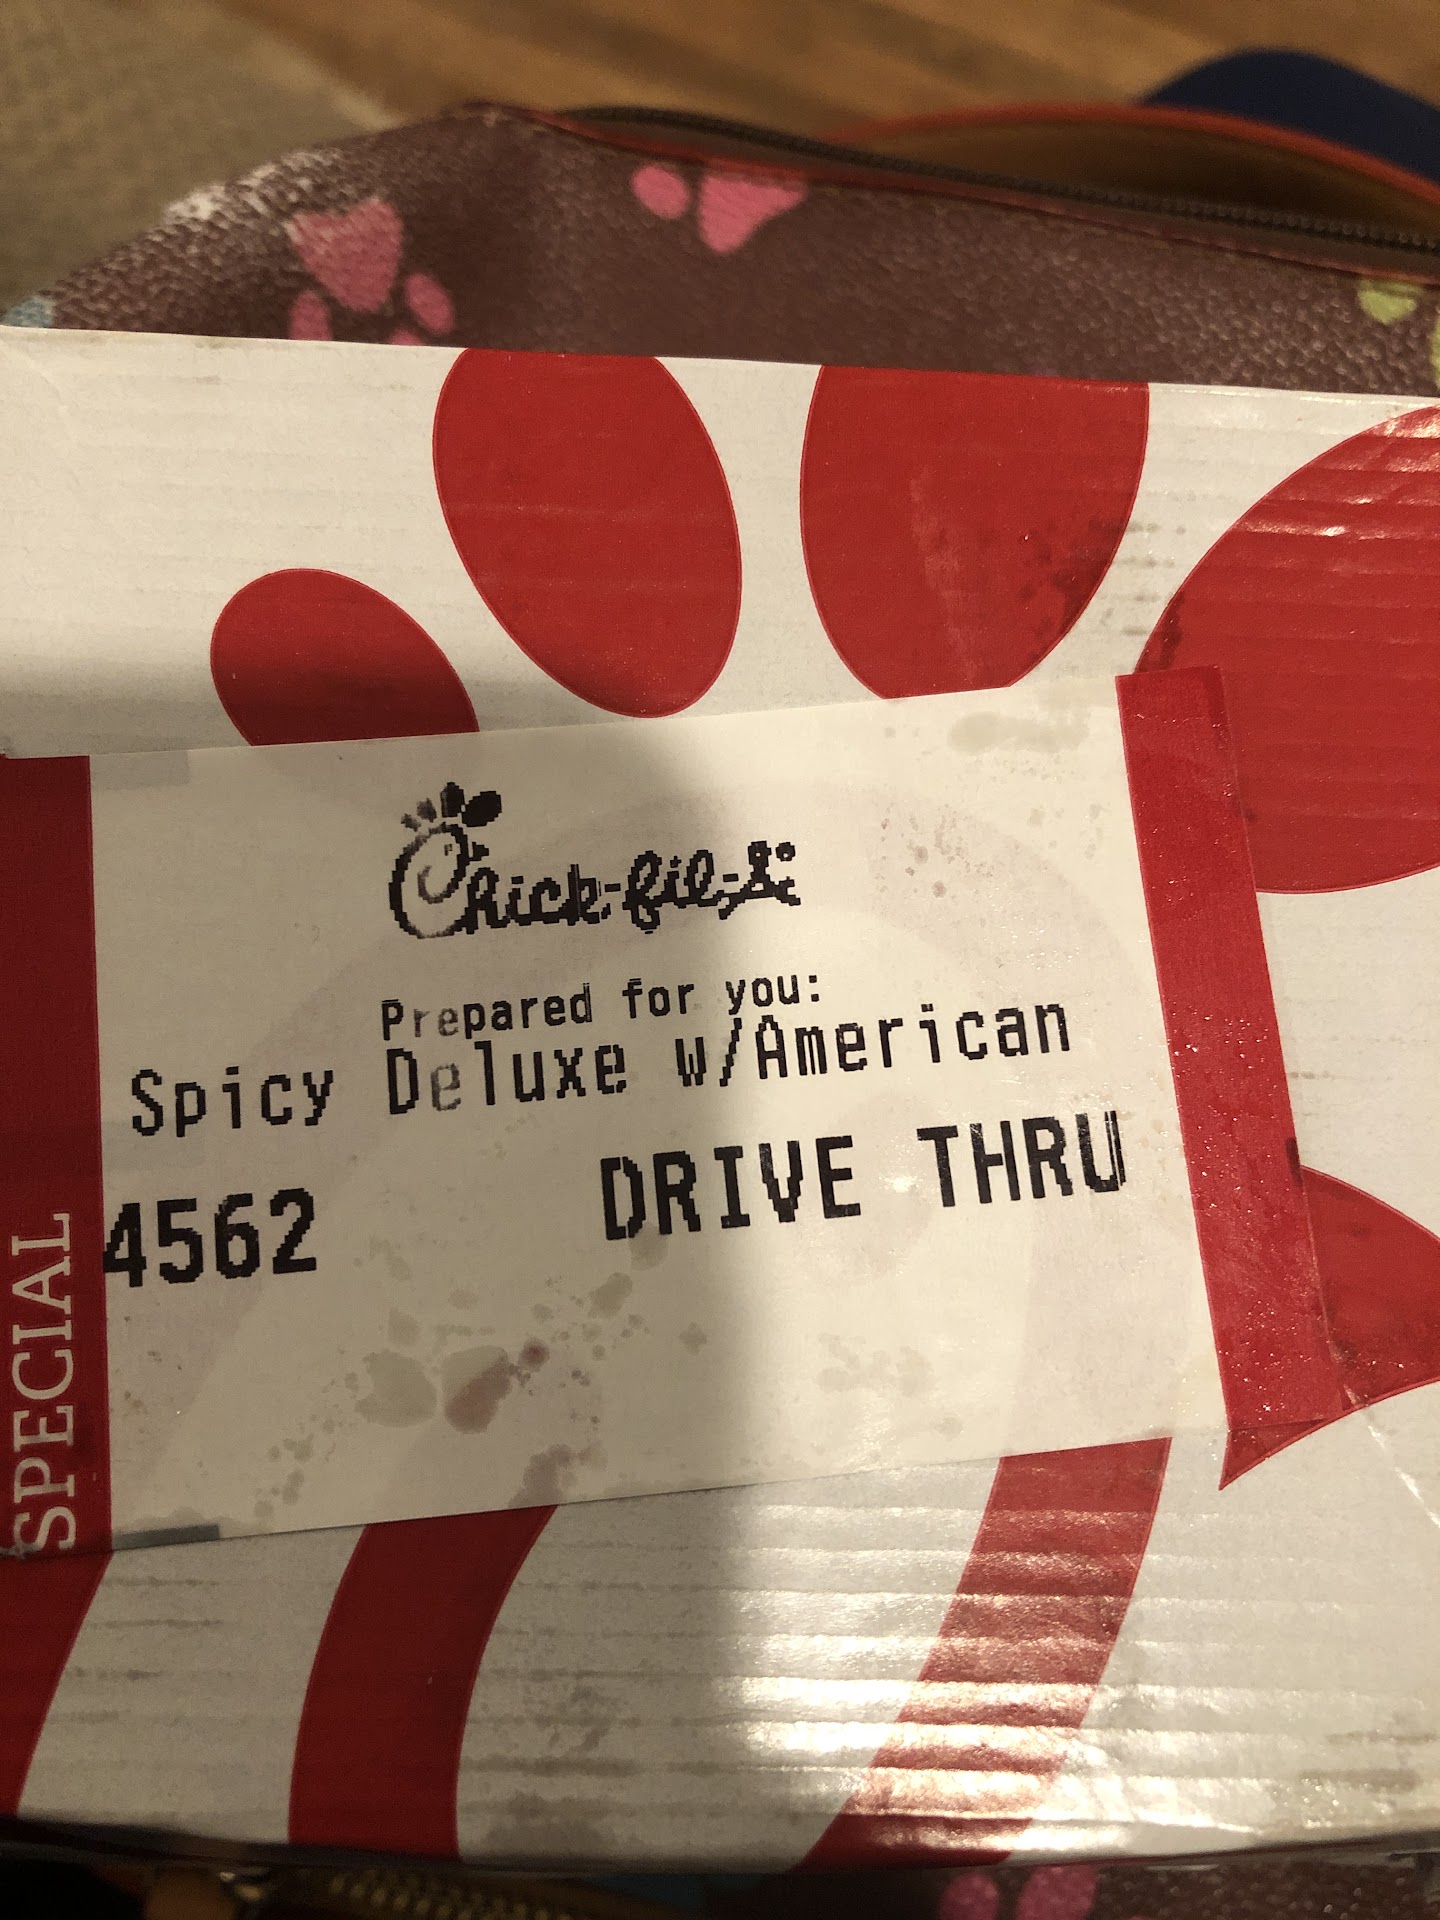 Chick-fil-A
Prepared for you:
Spicy Deluxe w/American
4562 DRIVE THRU
SPECIAL